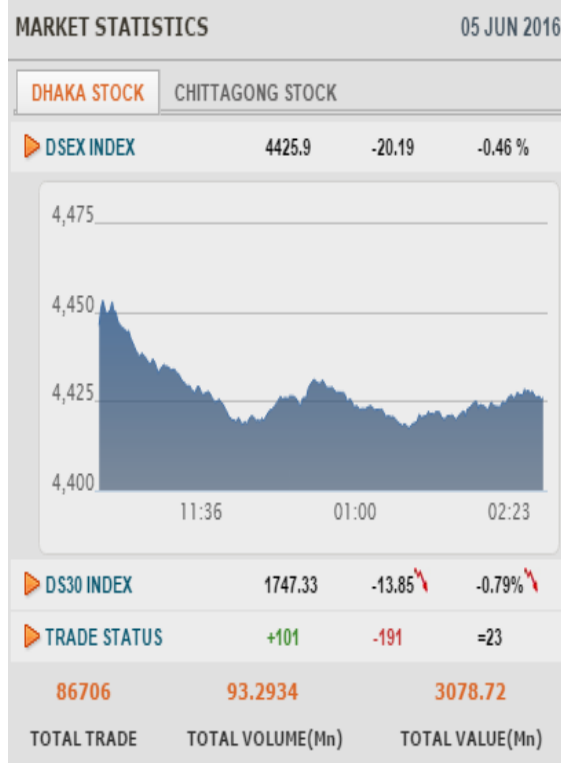 MARKET STATISTICS 05 JUN 2016
DHAKA STOCK CHITTAGONG STOCK
DSEX INDEX 4425.9 -20.19 -0.46 %
4,475
4,450
4,425
4,400
11:36 01:00 02:23
DS30 INDEX 1747.33 -13.85 -0.79%
TRADE STATUS +101 -191 =23
86706 93.2934 3078.72
TOTAL TRADE TOTAL VOLUME(Mn) TOTAL VALUE(Mn)